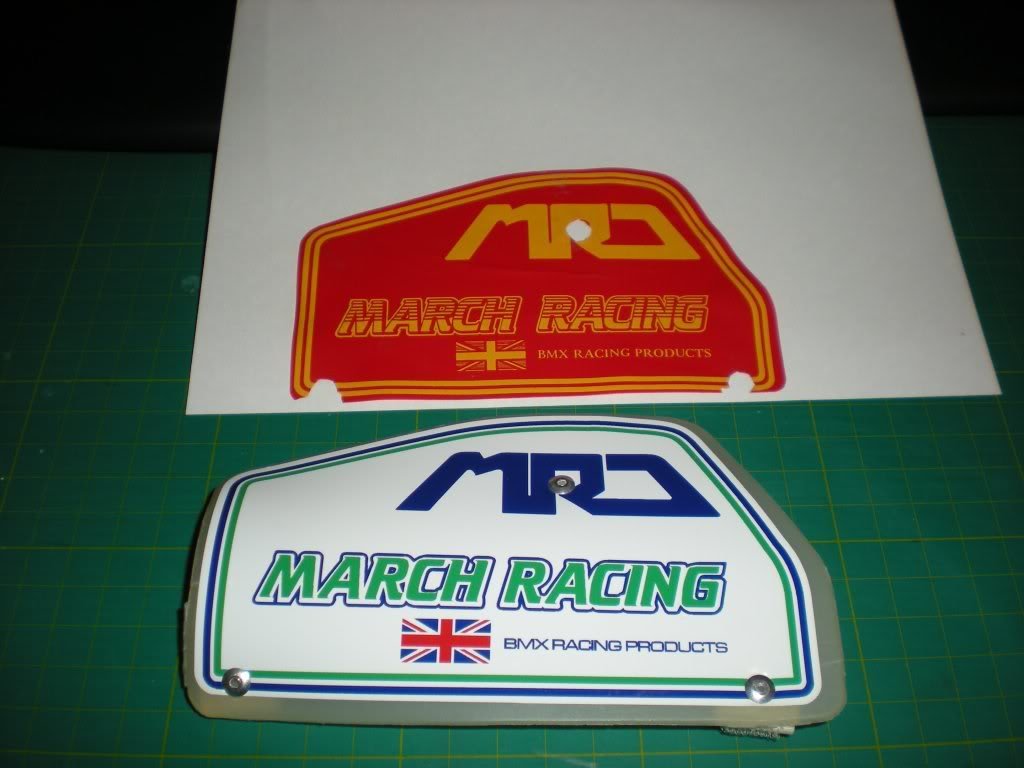 MRD
MARCH RACING
BMX RACING PRODUCTS
MRD
MARCH RACING
BMX RACING PRODUCTS